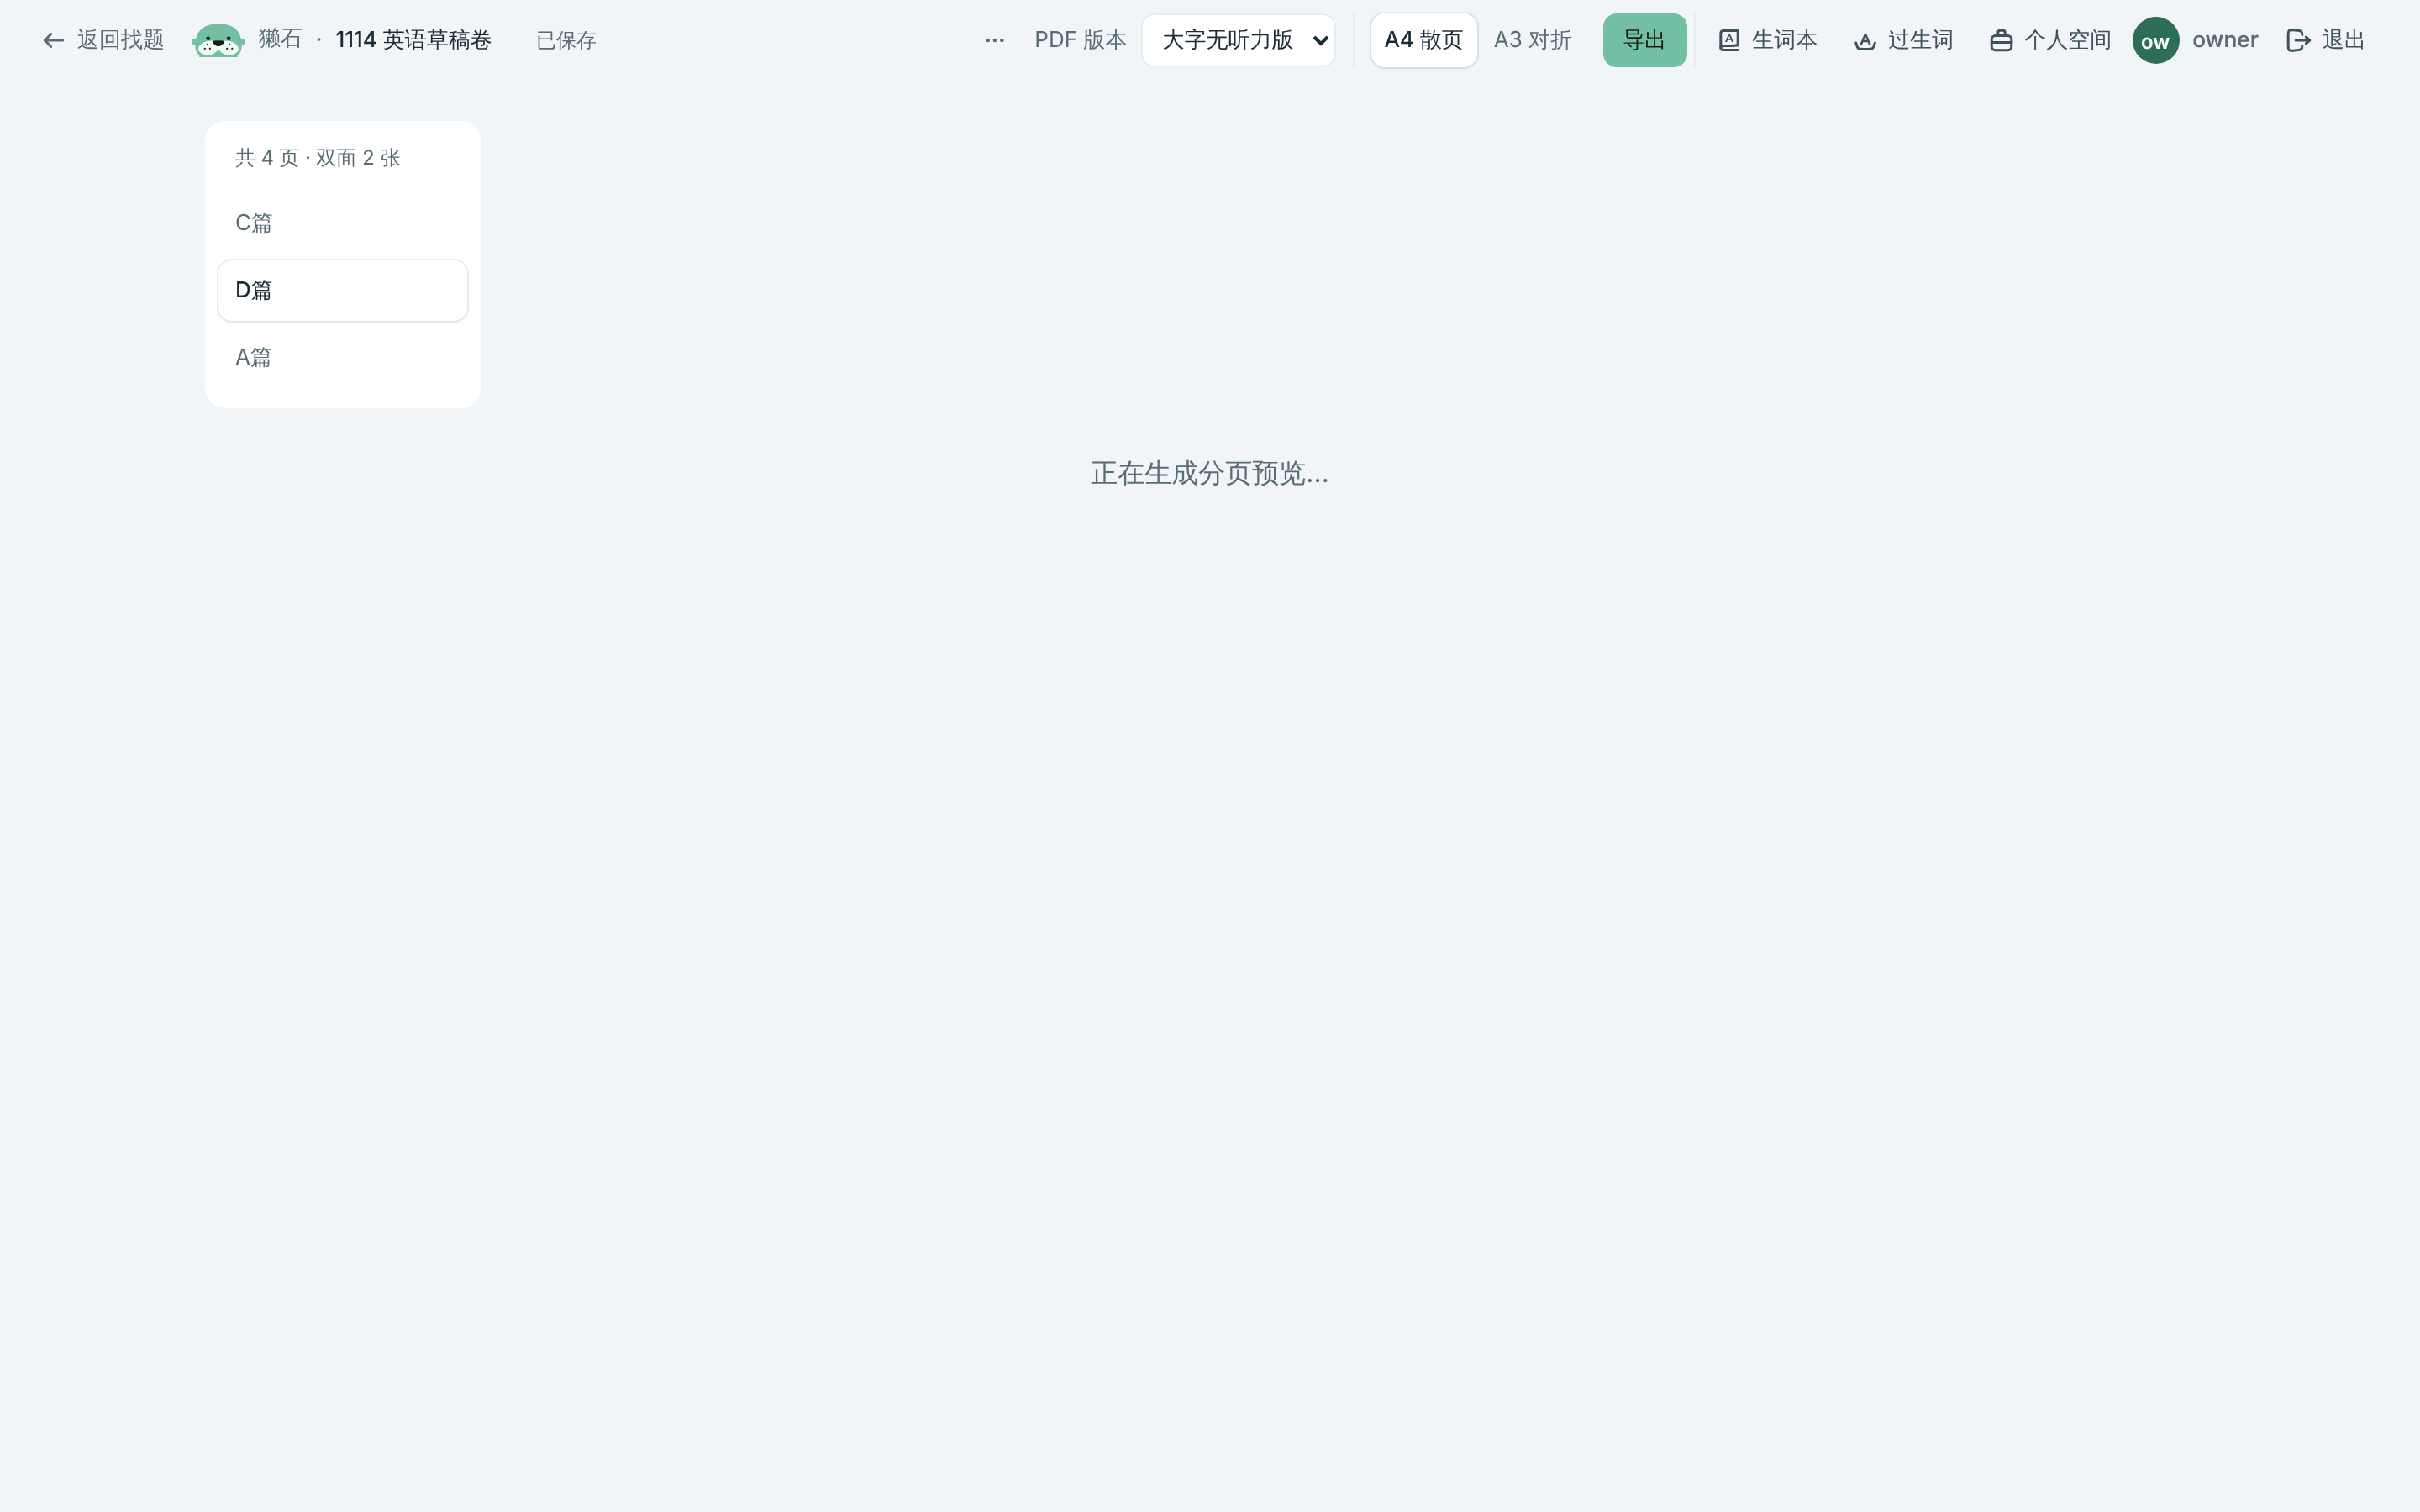 返回找题 獭石 · 1114 英语草稿卷 已保存 ··· PDF 版本 大字无听力版 A4 散页 A3 对折 导出 生词本 过生词 个人空间 ow owner 退出
共 4 页 · 双面 2 张
C篇
D篇
A篇
正在生成分页预览...